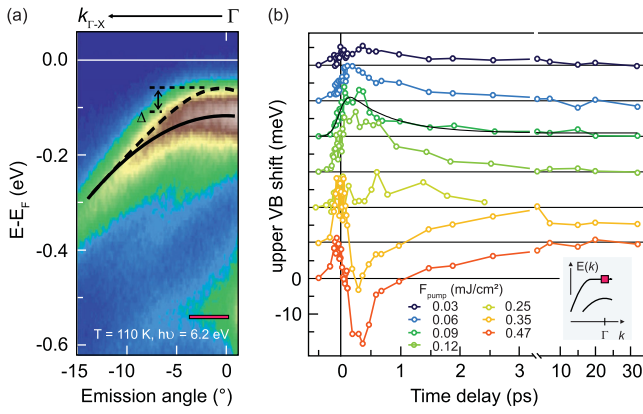 (a)
k Γ-X
Γ
0.0
-0.2
-0.4
-0.6
E-E_F
(eV)
Δ
T = 110 K, hυ = 6.2 eV
-15
-10
-5
0
Emission angle (°)
(b)
upper VB shift (meV)
0
-10
F_pump (mJ/cm²)
0.03
0.06
0.09
0.12
0.25
0.35
0.47
E(k)
Γ
k
0
1
2
3
10
20
30
Time delay (ps)